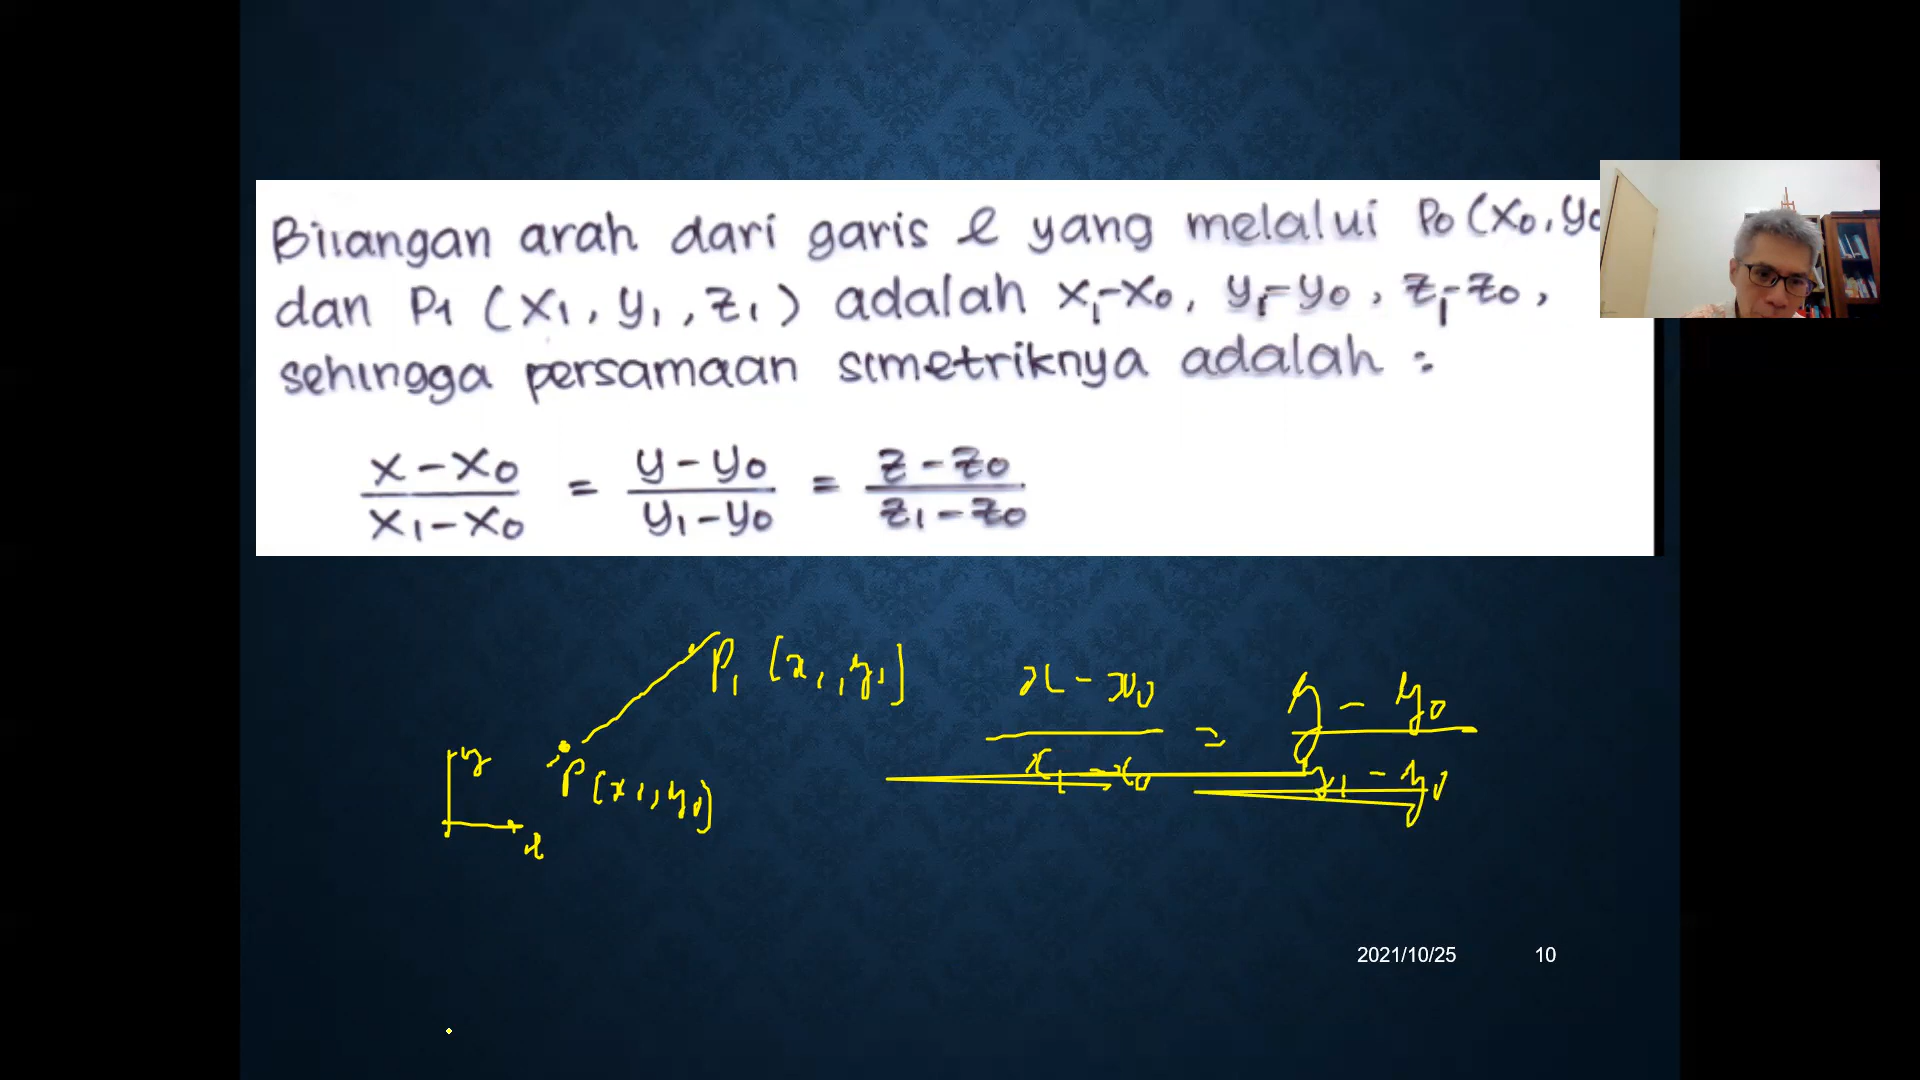 Bilangan arah dari garis l yang melalui P0 (x0, y0
dan P1 (x1, y1, z1) adalah x1-x0, y1-y0, z1-z0,
sehingga persamaan simetriknya adalah :
x-x0 / x1-x0 = y-y0 / y1-y0 = z-z0 / z1-z0
P1 [x1, y1]
x - x0 / x1 - x0 = y - y0 / y1 - y0
y
P(x1, y0)
x
2021/10/25 10